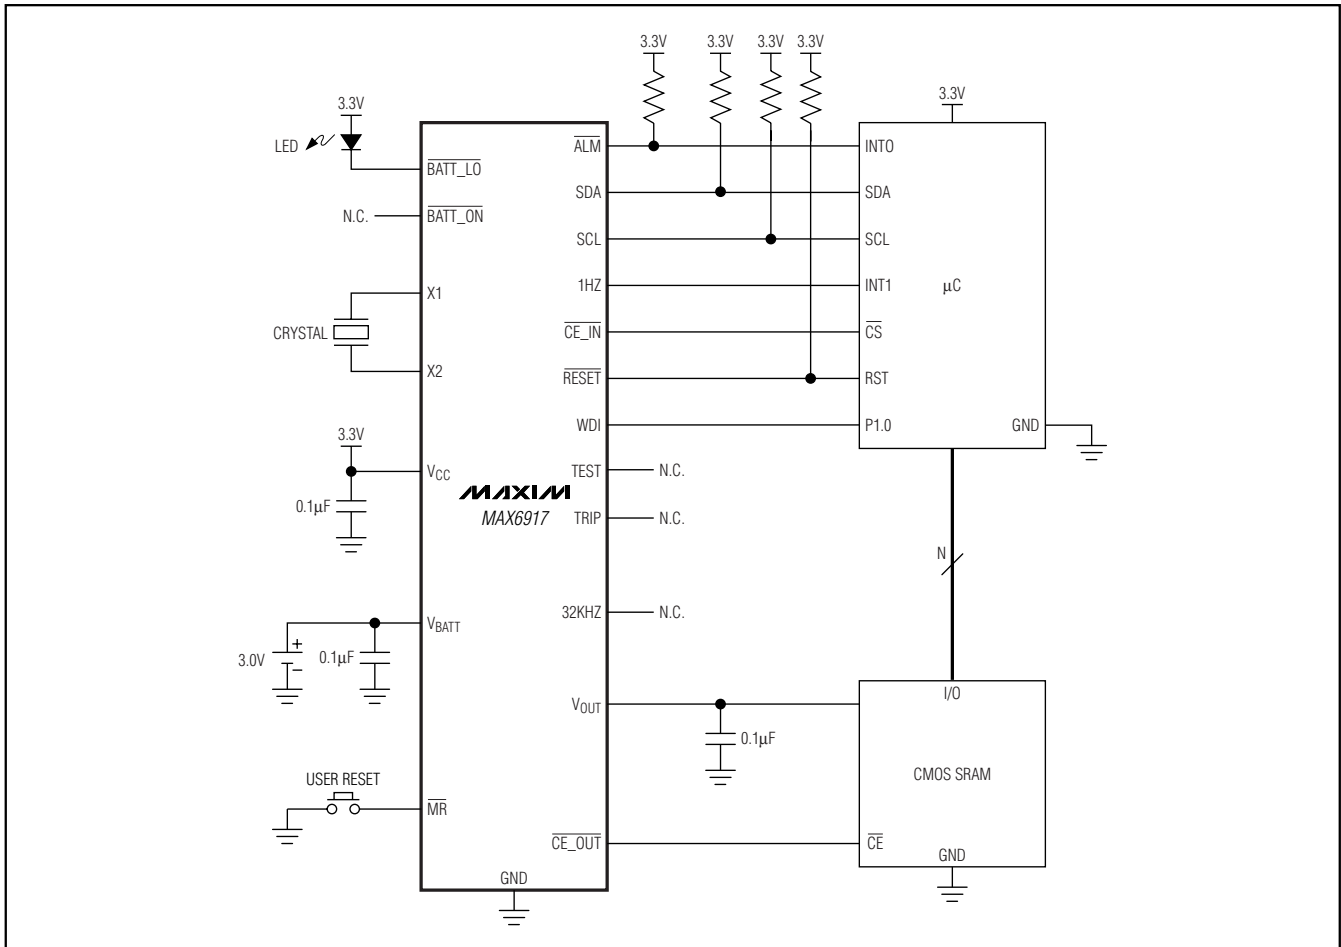 3.3V 3.3V 3.3V 3.3V
3.3V
3.3V
LED
BATT_LO
N.C. BATT_ON
X1
CRYSTAL
X2
3.3V
VCC
0.1µF
MAXIM
MAX6917
VBATT
3.0V
+
–
0.1µF
USER RESET
MR
GND
ALM INT0
SDA SDA
SCL SCL
1HZ INT1
µC
CE_IN CS
RESET RST
WDI P1.0
GND
TEST N.C.
TRIP N.C.
N
32KHZ N.C.
VOUT
0.1µF
I/O
CMOS SRAM
CE_OUT CE
GND